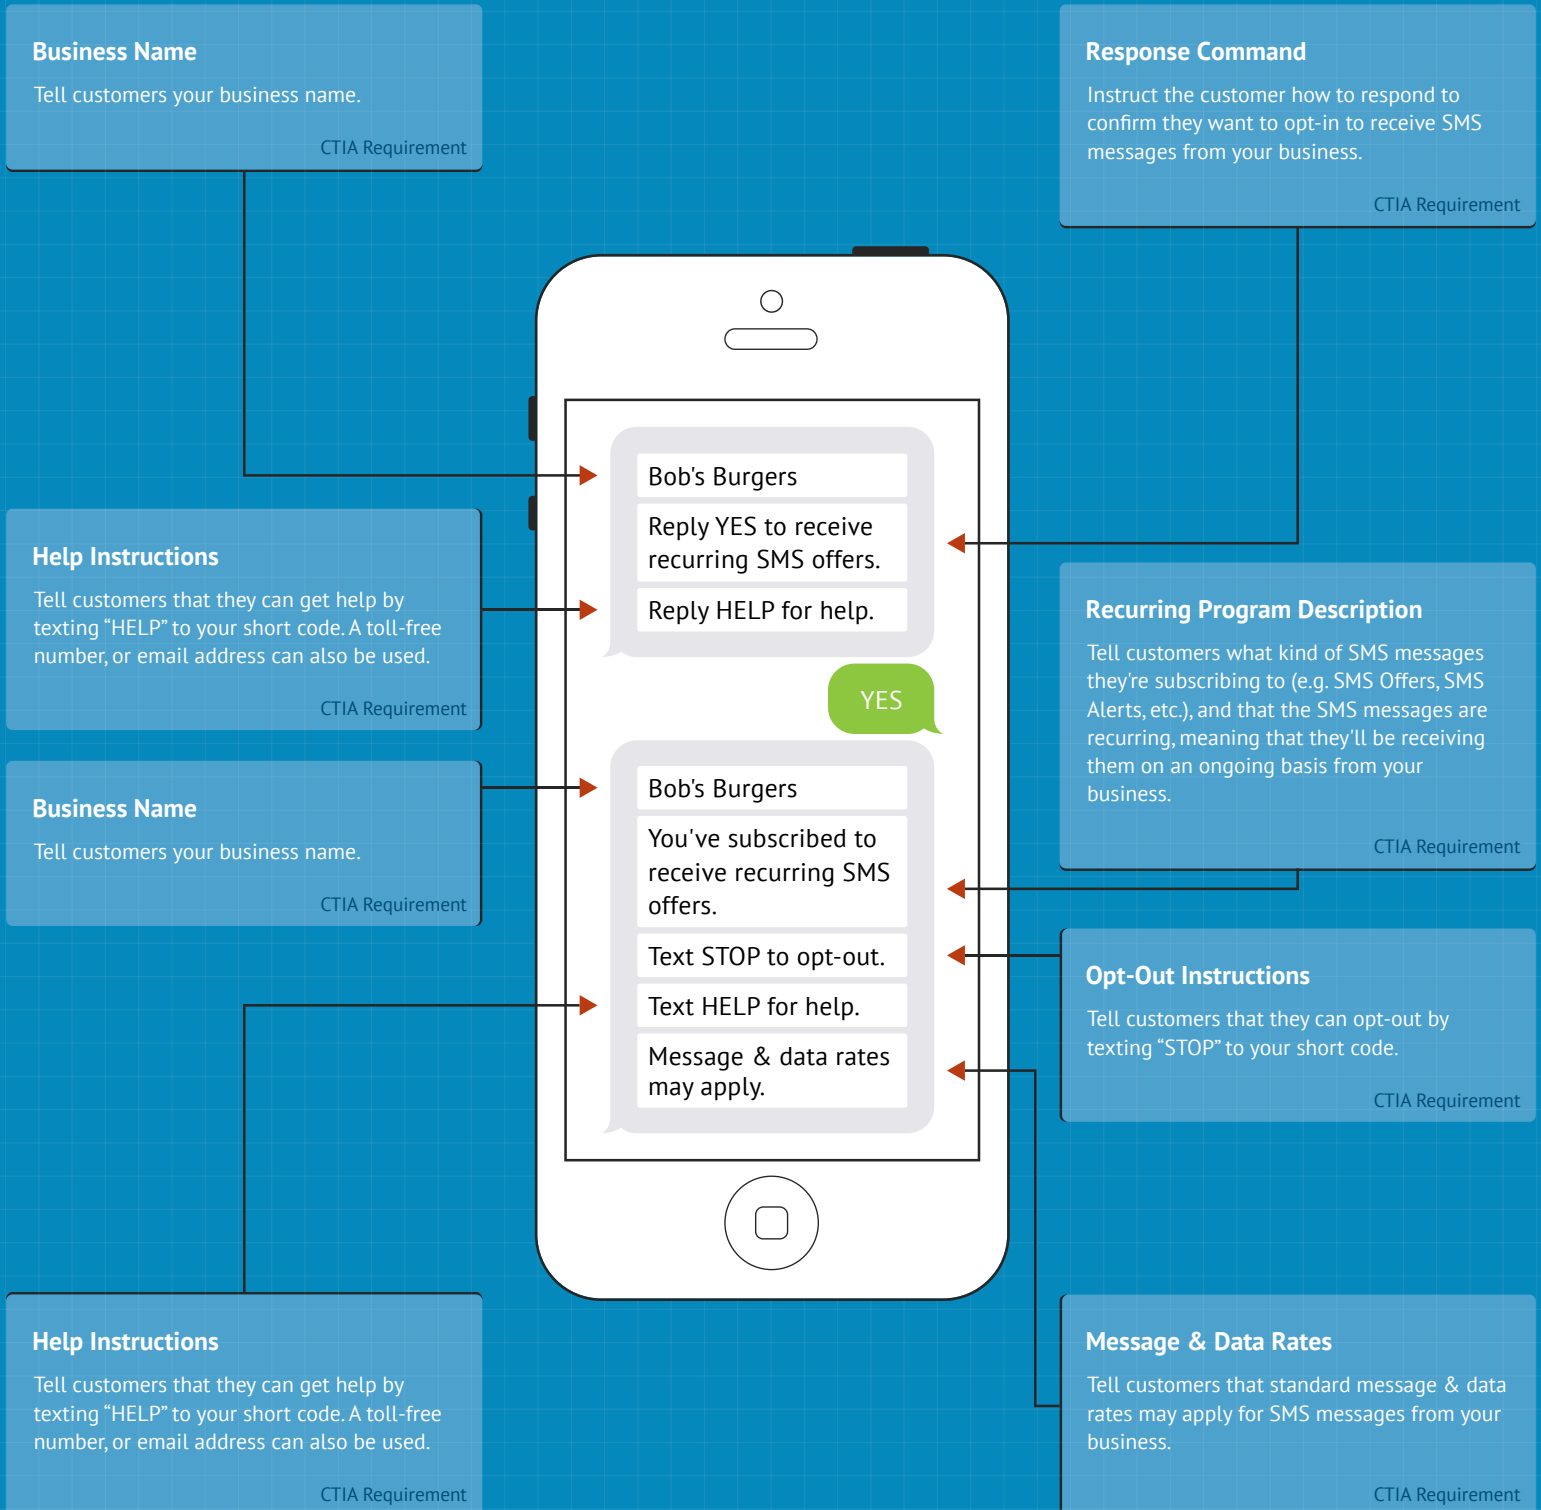 Business Name
Tell customers your business name.
CTIA Requirement
Response Command
Instruct the customer how to respond to
confirm they want to opt-in to receive SMS
messages from your business.
CTIA Requirement
Bob's Burgers
Reply YES to receive
recurring SMS offers.
Reply HELP for help.
YES
Help Instructions
Tell customers that they can get help by
texting “HELP” to your short code. A toll-free
number, or email address can also be used.
CTIA Requirement
Recurring Program Description
Tell customers what kind of SMS messages
they're subscribing to (e.g. SMS Offers, SMS
Alerts, etc.), and that the SMS messages are
recurring, meaning that they'll be receiving
them on an ongoing basis from your
business.
CTIA Requirement
Business Name
Tell customers your business name.
CTIA Requirement
Bob's Burgers
You've subscribed to
receive recurring SMS
offers.
Text STOP to opt-out.
Text HELP for help.
Message & data rates
may apply.
Opt-Out Instructions
Tell customers that they can opt-out by
texting “STOP” to your short code.
CTIA Requirement
Help Instructions
Tell customers that they can get help by
texting “HELP” to your short code. A toll-free
number, or email address can also be used.
CTIA Requirement
Message & Data Rates
Tell customers that standard message & data
rates may apply for SMS messages from your
business.
CTIA Requirement